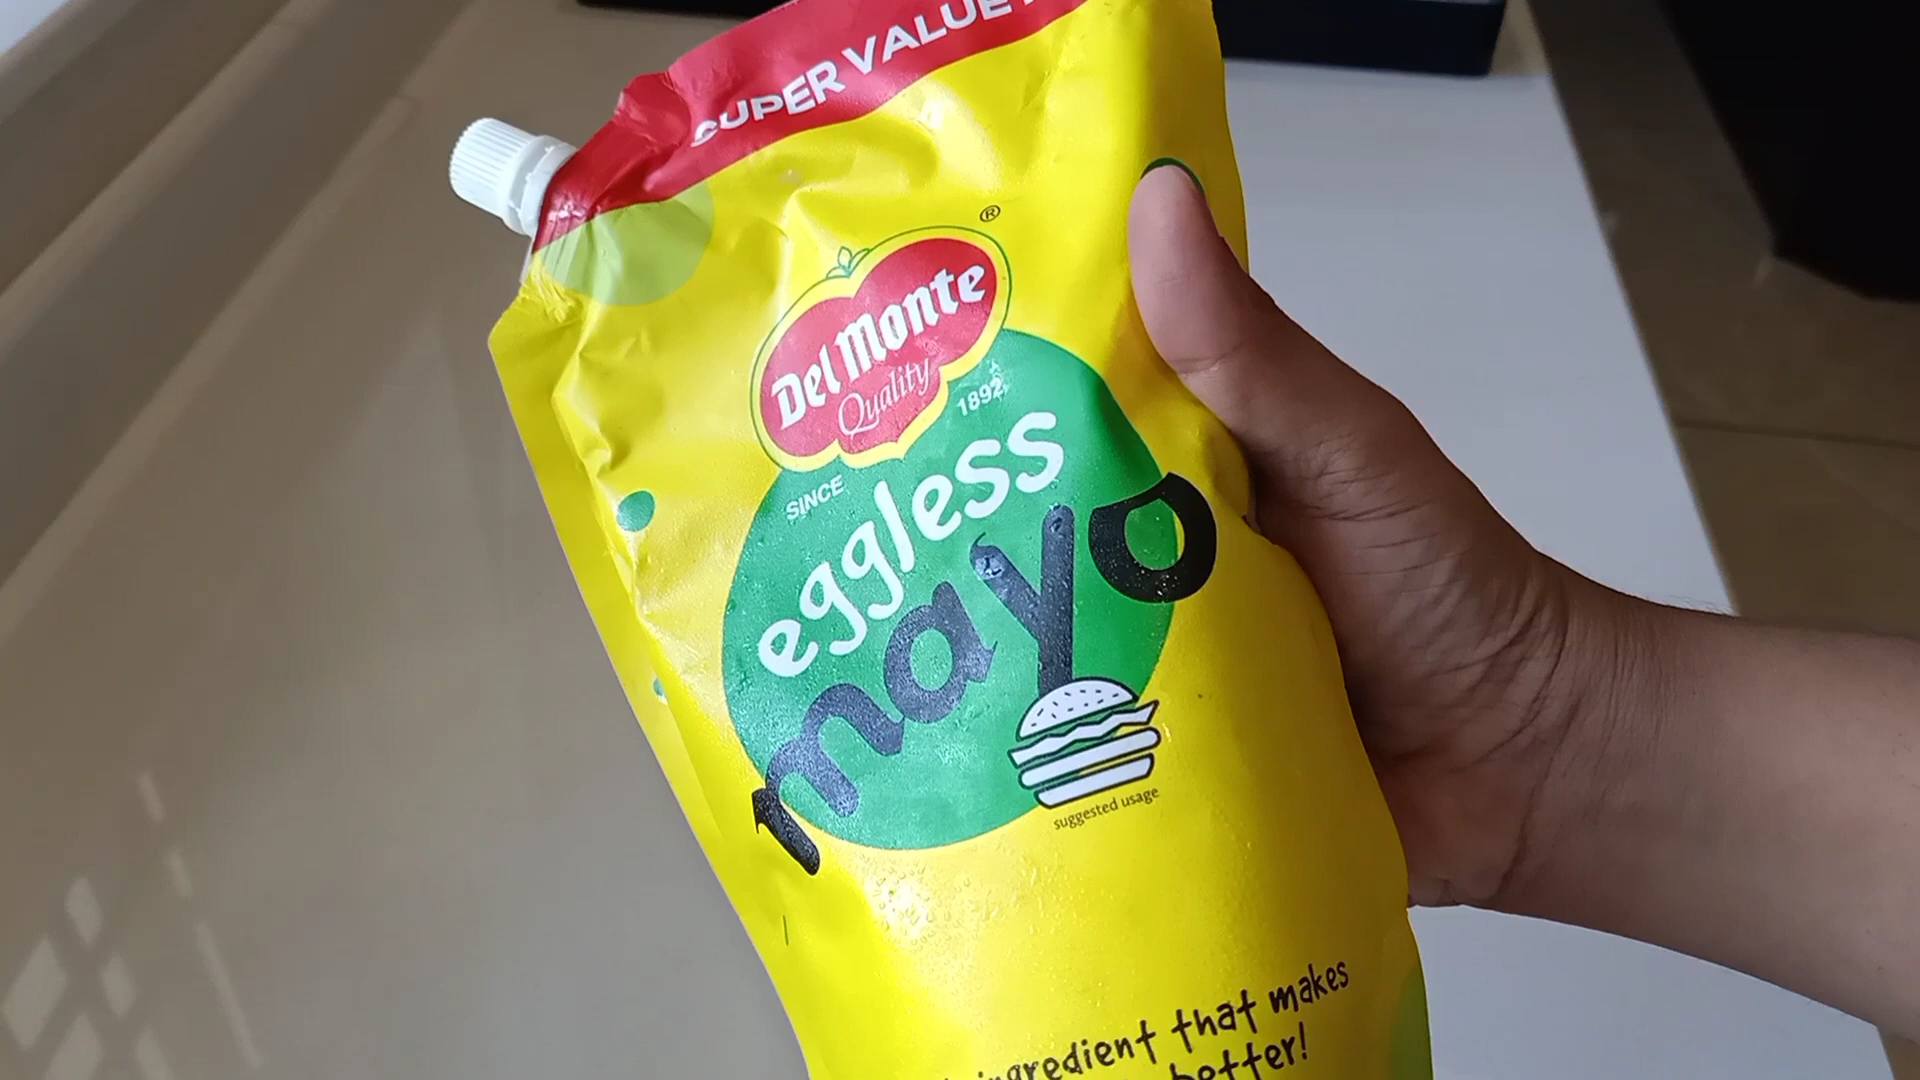 SUPER VALUE
®
Del Monte
Quality
SINCE 1892
eggless
mayo
suggested usage
ingredient that makes
better!